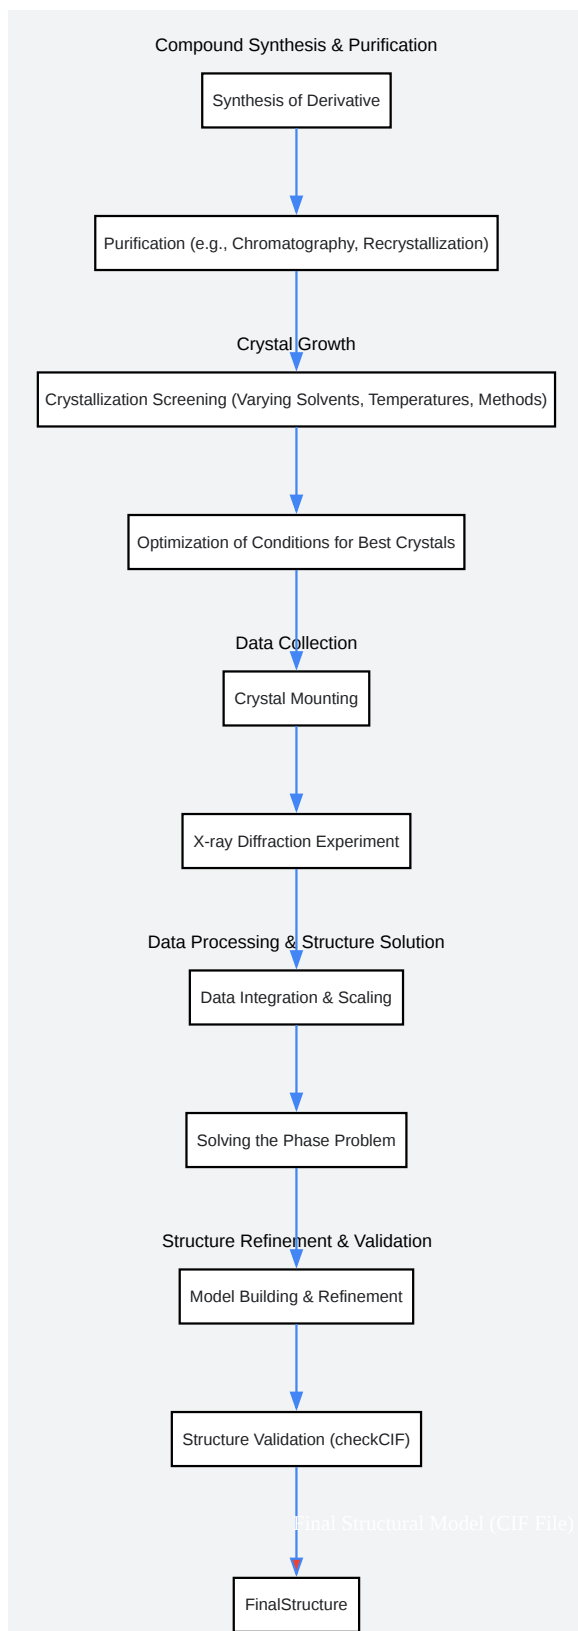 Compound Synthesis & Purification
Synthesis of Derivative
Purification (e.g., Chromatography, Recrystallization)
Crystal Growth
Crystallization Screening (Varying Solvents, Temperatures, Methods)
Optimization of Conditions for Best Crystals
Data Collection
Crystal Mounting
X-ray Diffraction Experiment
Data Processing & Structure Solution
Data Integration & Scaling
Solving the Phase Problem
Structure Refinement & Validation
Model Building & Refinement
Structure Validation (checkCIF)
Final Structural Model (CIF File)
FinalStructure